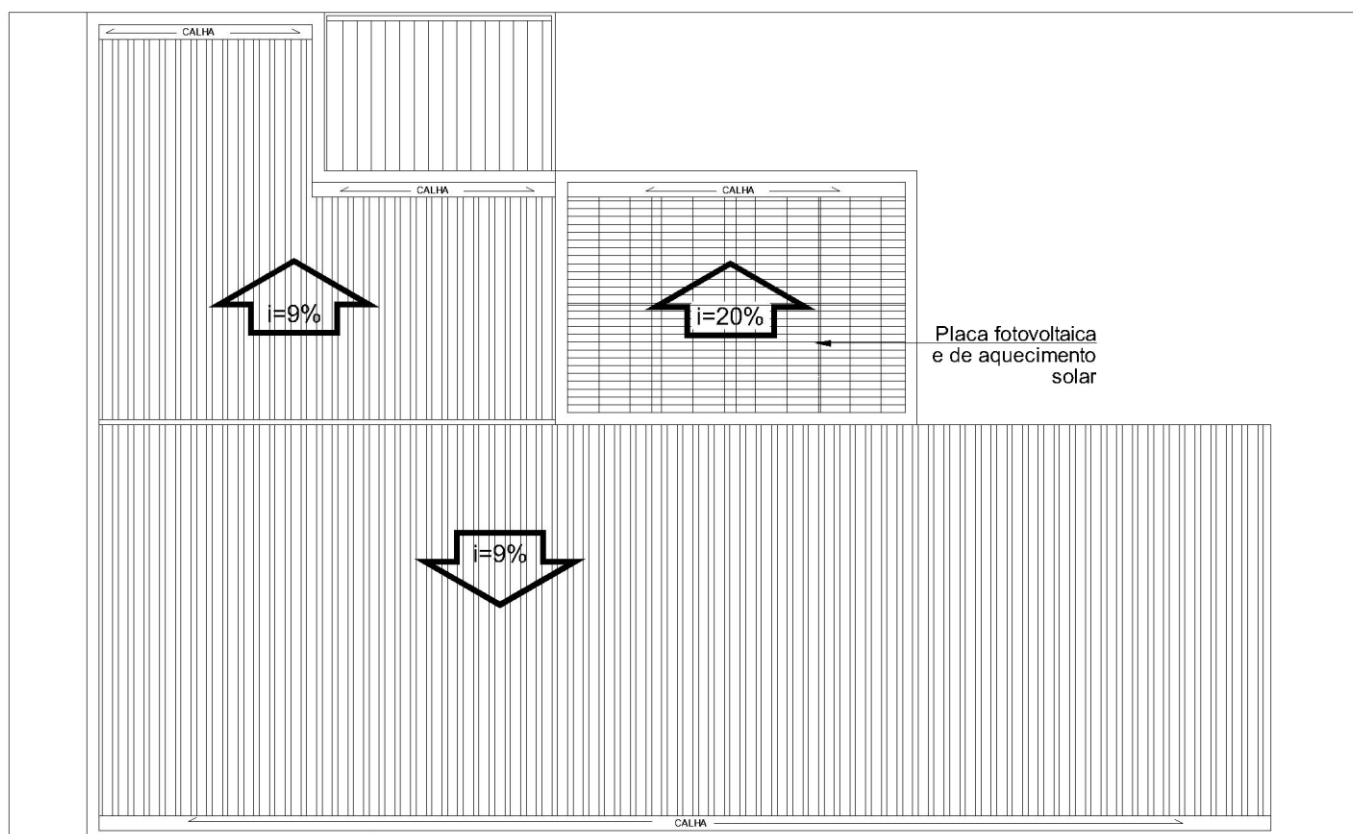 CALHA
CALHA
CALHA
i=9%
i=20%
Placa fotovoltaica
e de aquecimento
solar
i=9%
CALHA